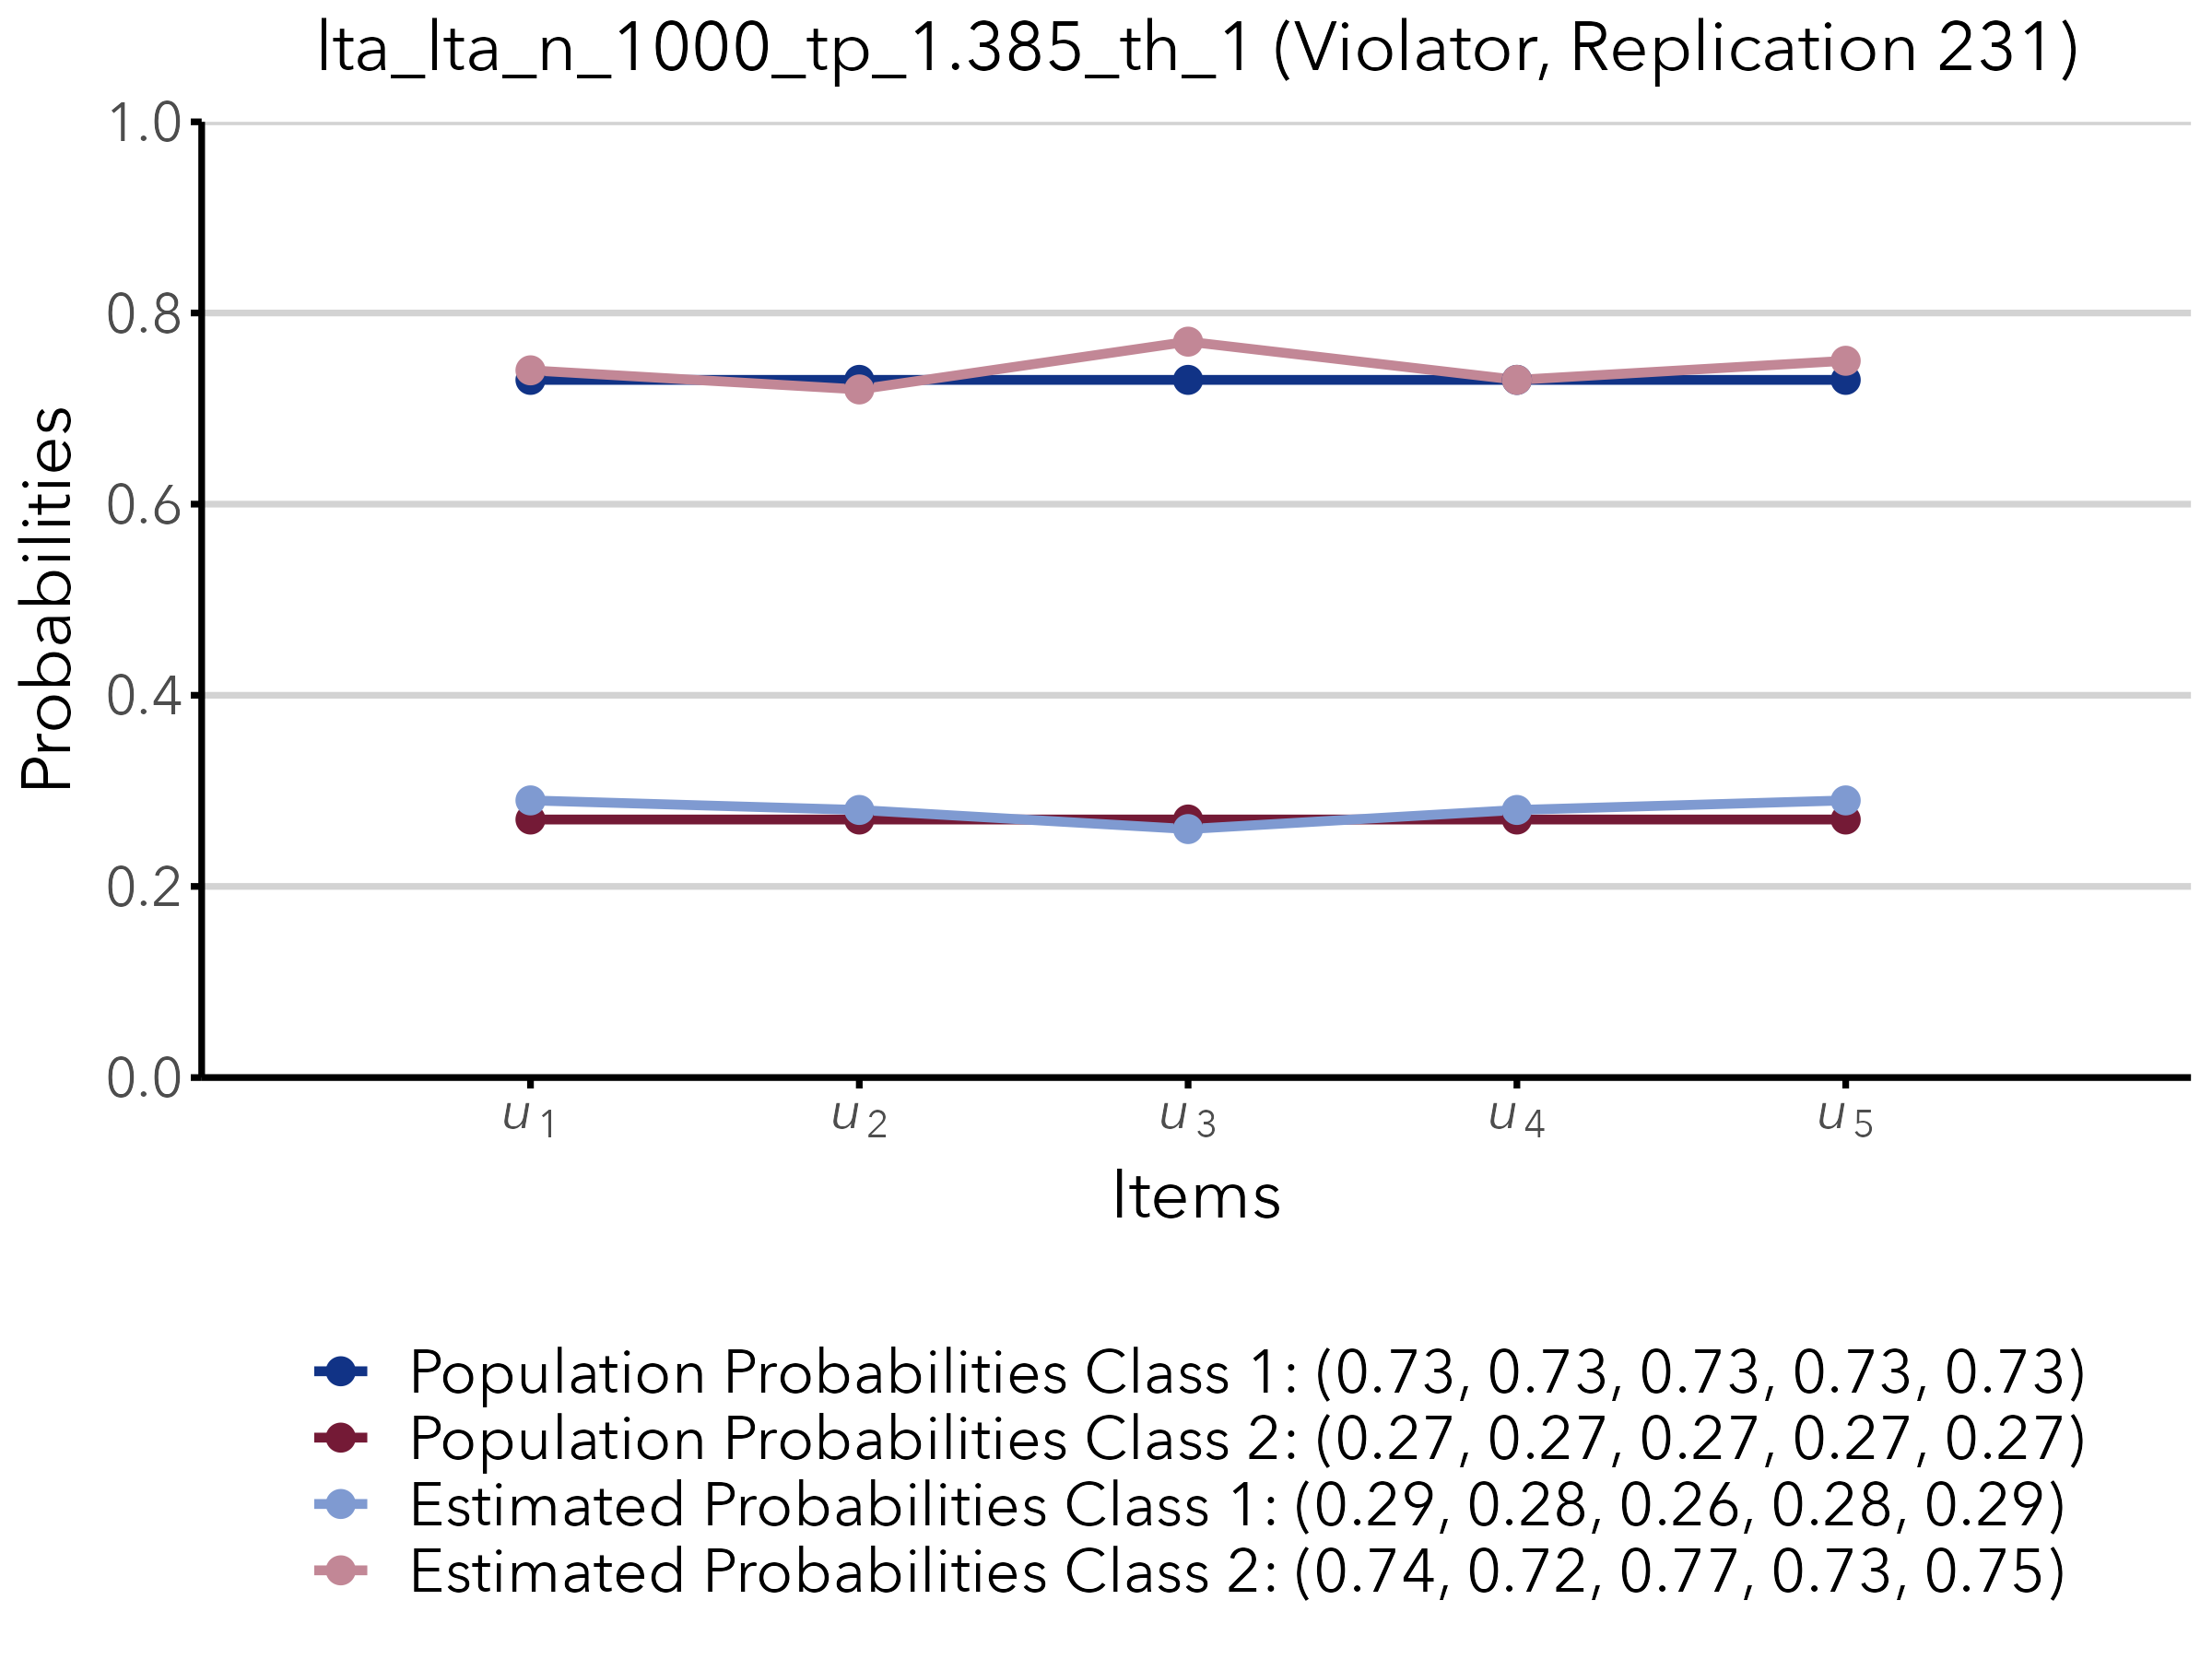 lta_lta_n_1000_tp_1.385_th_1 (Violator, Replication 231)
1.0
0.8
0.6
0.4
0.2
0.0
Probabilities
u1
u2
u3
u4
u5
Items
Population Probabilities Class 1: (0.73, 0.73, 0.73, 0.73, 0.73)
Population Probabilities Class 2: (0.27, 0.27, 0.27, 0.27, 0.27)
Estimated Probabilities Class 1: (0.29, 0.28, 0.26, 0.28, 0.29)
Estimated Probabilities Class 2: (0.74, 0.72, 0.77, 0.73, 0.75)